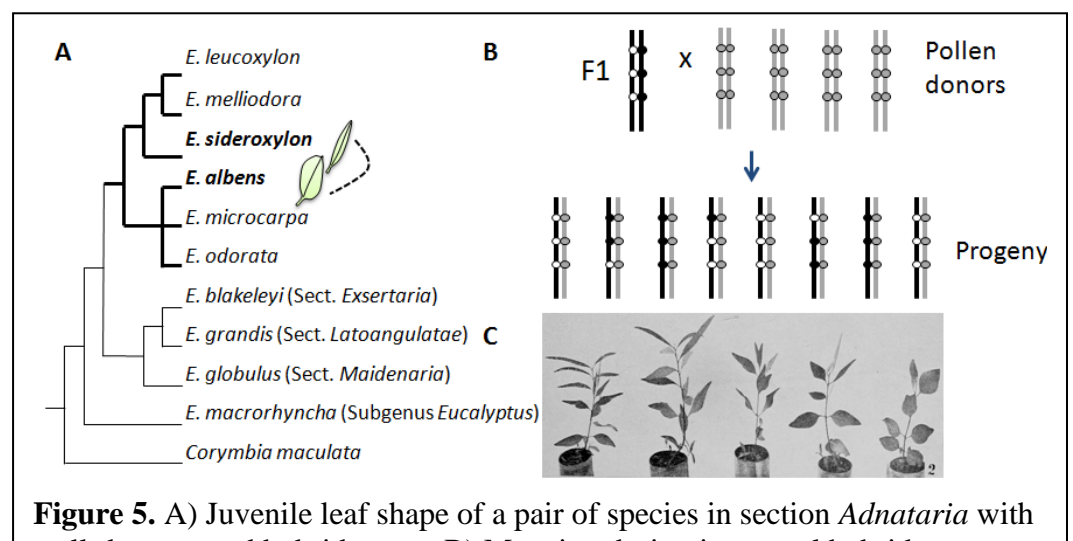 A
E. leucoxylon
E. melliodora
E. sideroxylon
E. albens
E. microcarpa
E. odorata
E. blakeleyi (Sect. Exsertaria)
E. grandis (Sect. Latoangulatae)
E. globulus (Sect. Maidenaria)
E. macrorhyncha (Subgenus Eucalyptus)
Corymbia maculata
B
F1
x
Pollen
donors
Progeny
C
2
Figure 5. A) Juvenile leaf shape of a pair of species in section Adnataria with